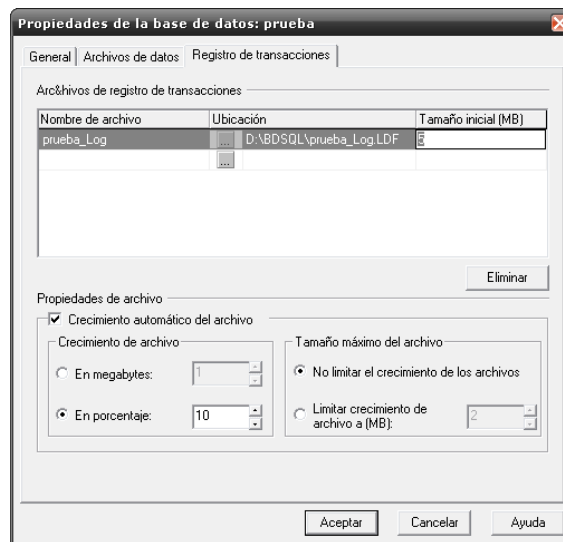 Propiedades de la base de datos: prueba
General Archivos de datos Registro de transacciones
Arc&hivos de registro de transacciones
Nombre de archivo Ubicación Tamaño inicial (MB)
prueba_Log ... D:\BDSQL\prueba_Log.LDF
...
Eliminar
Propiedades de archivo
Crecimiento automático del archivo
Crecimiento de archivo Tamaño máximo del archivo
En megabytes: 1 No limitar el crecimiento de los archivos
En porcentaje: 10 Limitar crecimiento de archivo a (MB): 2
Aceptar Cancelar Ayuda